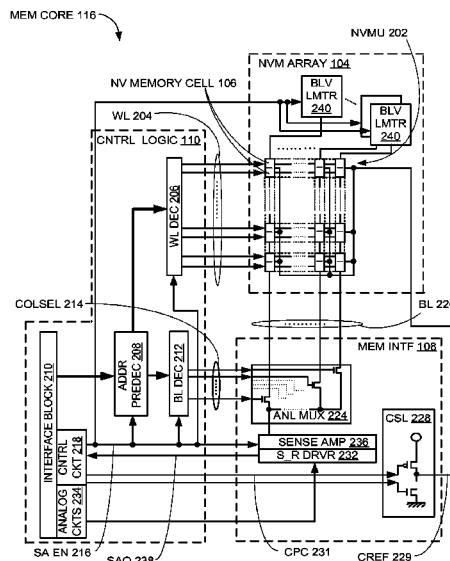 MEM CORE 116
NVMU 202
NVM ARRAY 104
NV MEMORY CELL 106
BLV
LMTR
240
BLV
LMTR
240
WL 204
CNTRL LOGIC 110
WL DEC 206
COLSEL 214
INTERFACE BLOCK 210
ADDR
PREDEC 208
BL DEC 212
CNTRL
CKT 218
ANALOG
CKTS 234
MEM INTF 108
ANL MUX 224
SENSE AMP 236
S_R DRVR 232
CSL 228
SA EN 216
SAO 238
CPC 231
CREF 229